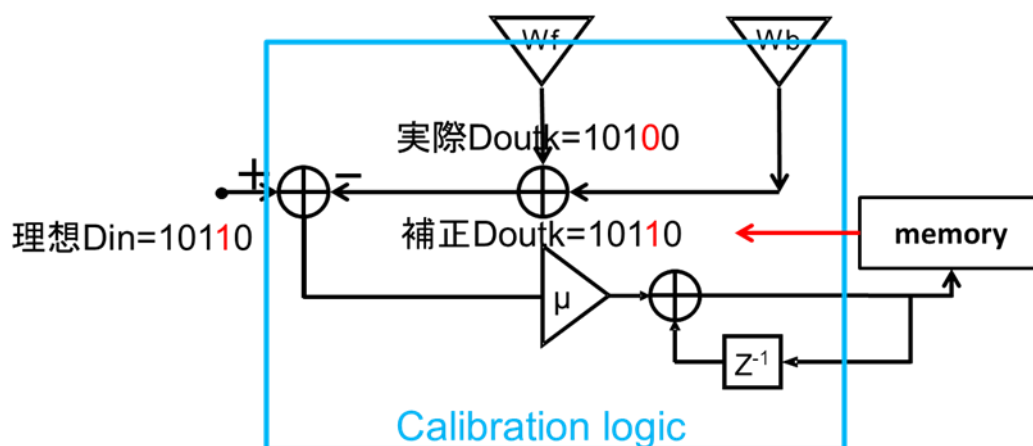 Wf
Wb
実際Doutk=10100
+
−
理想Din=10110
補正Doutk=10110
memory
μ
Z-1
Calibration logic